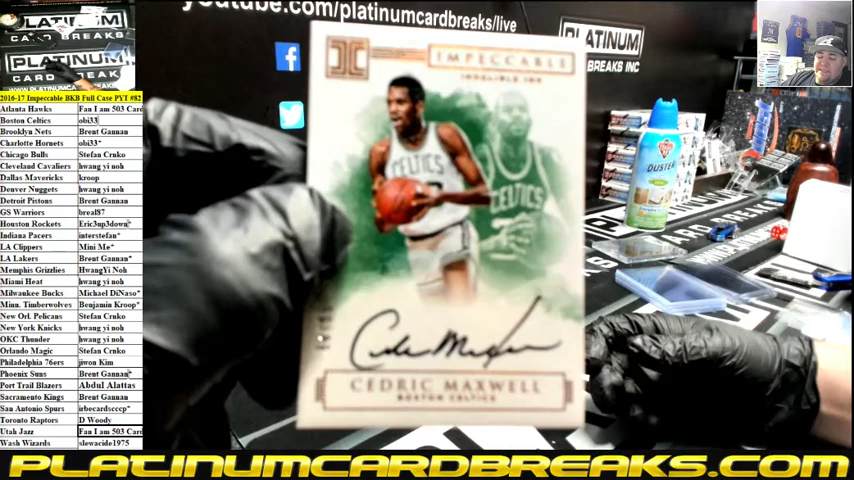 youtube.com/platinumcardbreaks/live
PLATINUM
CARD BREAKS
PLATINUM
CARD BREAKS
PLATINUM
BREAKS INC
2016-17 Impeccable BKB Full Case PYT #82
Atlanta Hawks Fan I am 503 Card
Boston Celtics obi33
Brooklyn Nets Brent Gannan
Charlotte Hornets obi33*
Chicago Bulls Stefan Crnko
Cleveland Cavaliers hwang yi noh
Dallas Mavericks kroop
Denver Nuggets hwang yi noh
Detroit Pistons Brent Gannan
GS Warriors breal87
Houston Rockets Eric3up3down*
Indiana Pacers interstefan*
LA Clippers Mini Me*
LA Lakers Brent Gannan*
Memphis Grizzlies HwangYi Noh
Miami Heat hwang yi noh
Milwaukee Bucks Michael DiNaso*
Minn. Timberwolves Benjamin Kroop*
New Orl. Pelicans Stefan Crnko
New York Knicks hwang yi noh
OKC Thunder hwang yi noh
Orlando Magic Stefan Crnko
Philadelphia 76ers jiwon Kim
Phoenix Suns Brent Gannan*
Port Trail Blazers Abdul Alattas
Sacramento Kings Brent Gannan
San Antonio Spurs irbecardscccp*
Toronto Raptors D Woody
Utah Jazz Fan I am 503 Card
Wash Wizards slewacide1975
IMPECCABLE
INDELIBLE INK
CELTICS
CELTICS
CEDRIC MAXWELL
BOSTON CELTICS
DUSTER
PLATINUMCARDBREAKS.COM